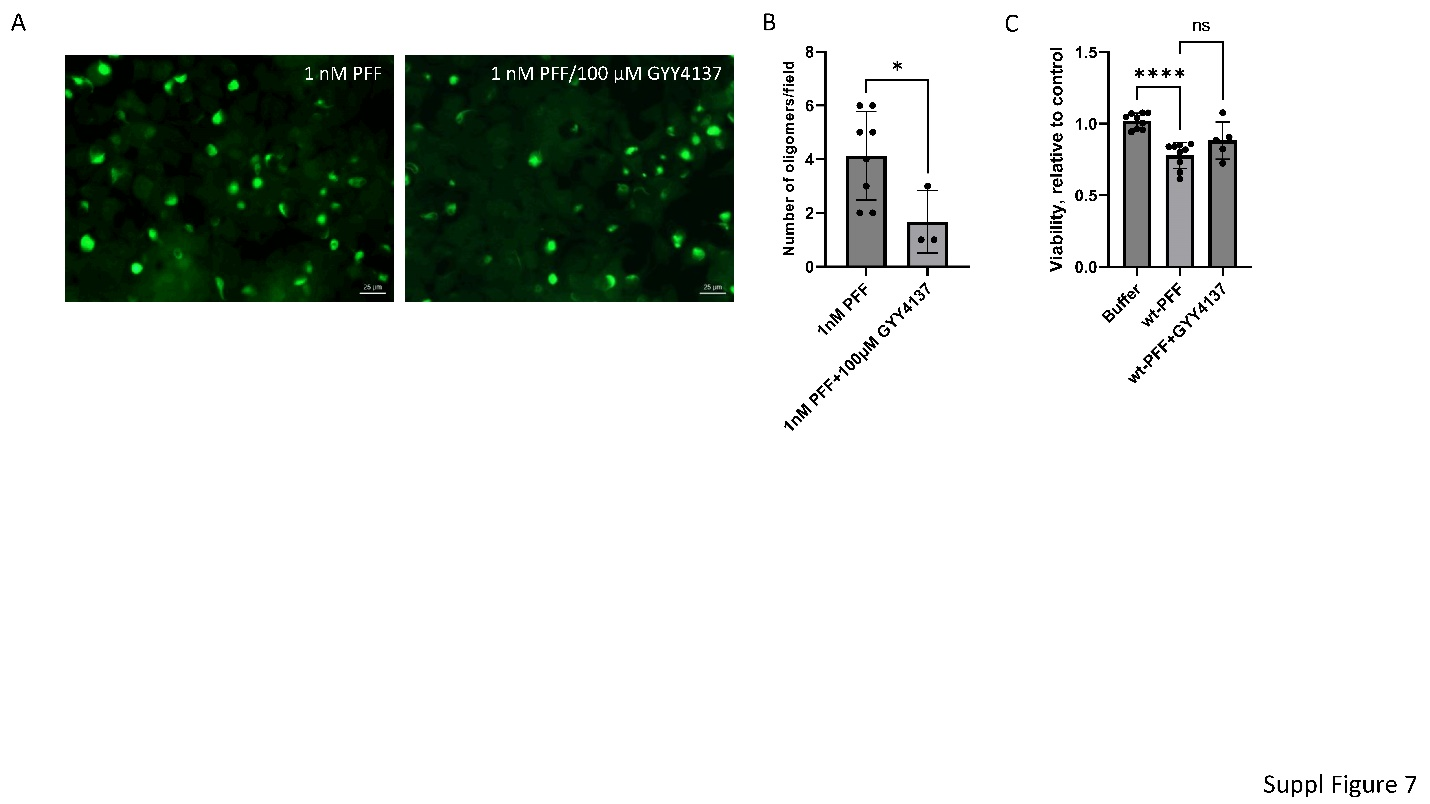 A
1 nM PFF
25 µm
1 nM PFF/100 µM GYY4137
25 µm
B
Number of oligomers/field
8
6
4
2
0
*
1nM PFF
1nM PFF+100µM GYY4137
C
Viability, relative to control
1.5
1.0
0.5
0.0
****
ns
Buffer
wt-PFF
wt-PFF+GYY4137
Suppl Figure 7